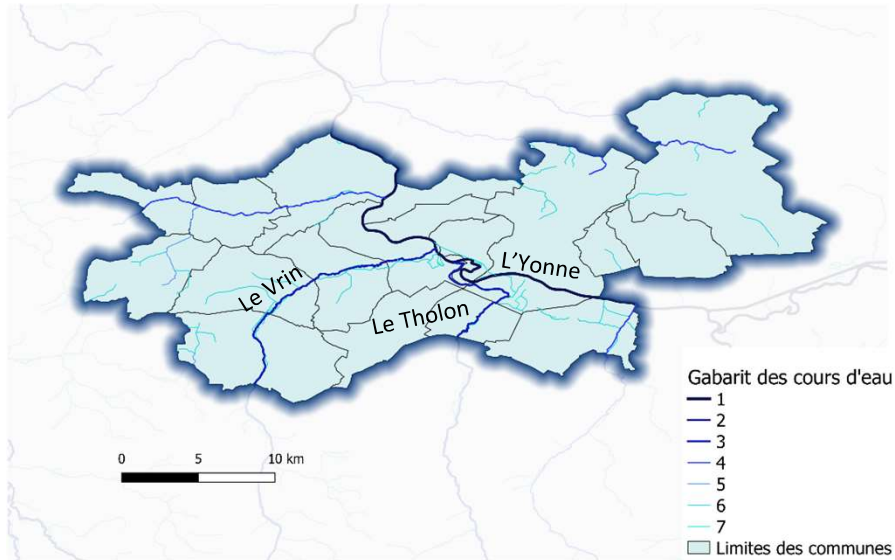 L'Yonne
Le Vrin
Le Tholon
Gabarit des cours d'eau
1
2
3
4
5
6
7
Limites des communes
0 5 10 km